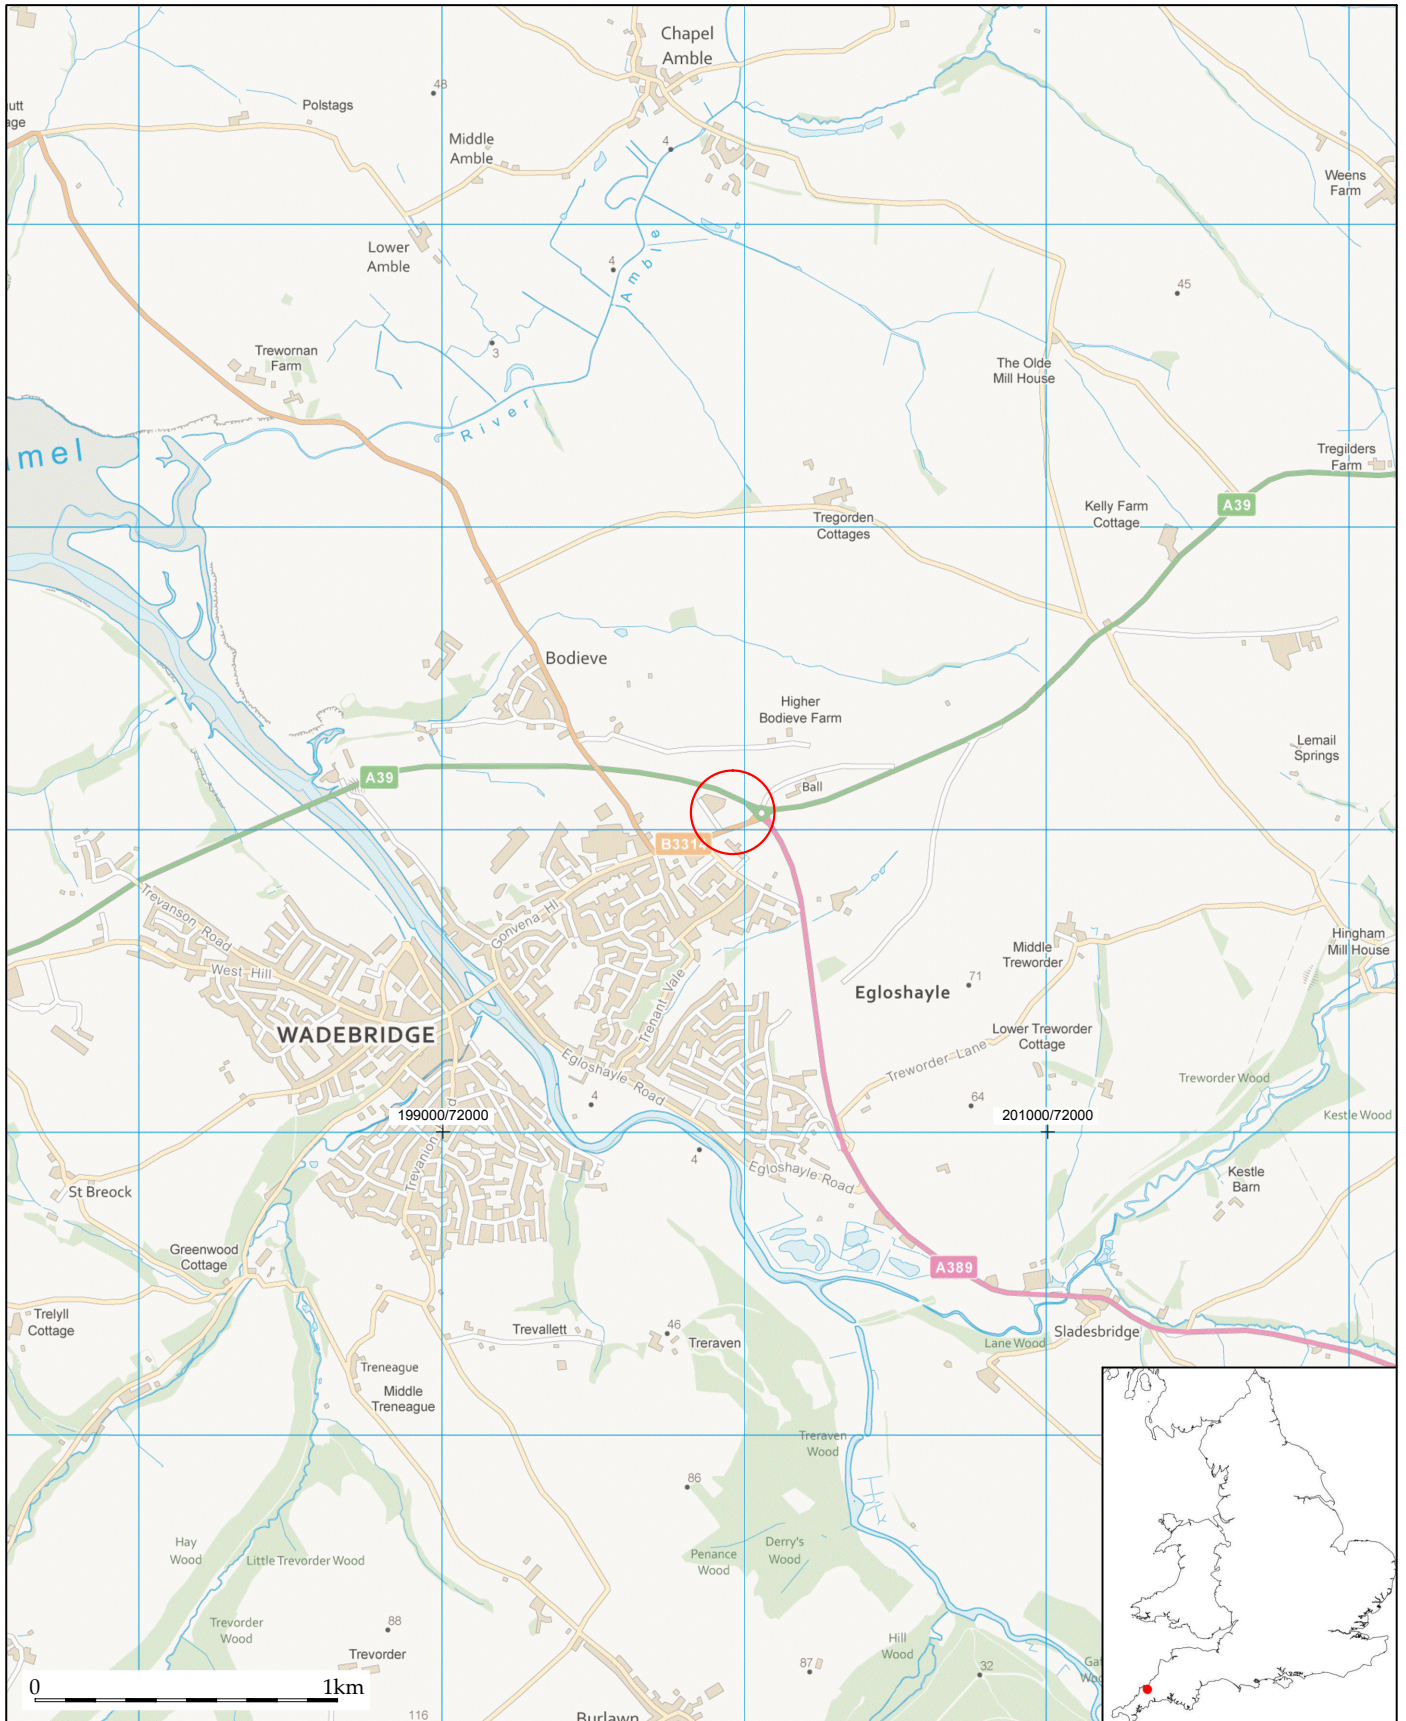 Chapel
Amble
48
Polstags
Middle
Amble
4
Weens
Farm
Lower
Amble
Amble
4
45
3
Trewornan
Farm
The Olde
Mill House
River
mel
Tregilders
Farm
A39
Kelly Farm
Cottage
Tregorden
Cottages
Bodieve
Higher
Bodieve Farm
Lemail
Springs
A39
Ball
B3314
Trevanson Road
Gonvena Hl
West Hill
Middle
Treworder
Hingham
Mill House
71
Egloshayle
Trenant Vale
WADEBRIDGE
Lower Treworder
Cottage
Egloshayle Road
Treworder Lane
Treworder Wood
4
64
Kestle Wood
199000/72000
201000/72000
Trevanion
4
Egloshayle Road
Kestle
Barn
St Breock
Greenwood
Cottage
A389
Trelyll
Cottage
Trevallett
46
Treraven
Lane Wood
Sladesbridge
Treneague
Middle
Treneague
Treraven
Wood
86
Hay
Wood
Little Trevorder Wood
Penance
Wood
Derry's
Wood
Trevorder
Wood
88
Trevorder
Hill
Wood
87
32
0
1km
116
Burlawn